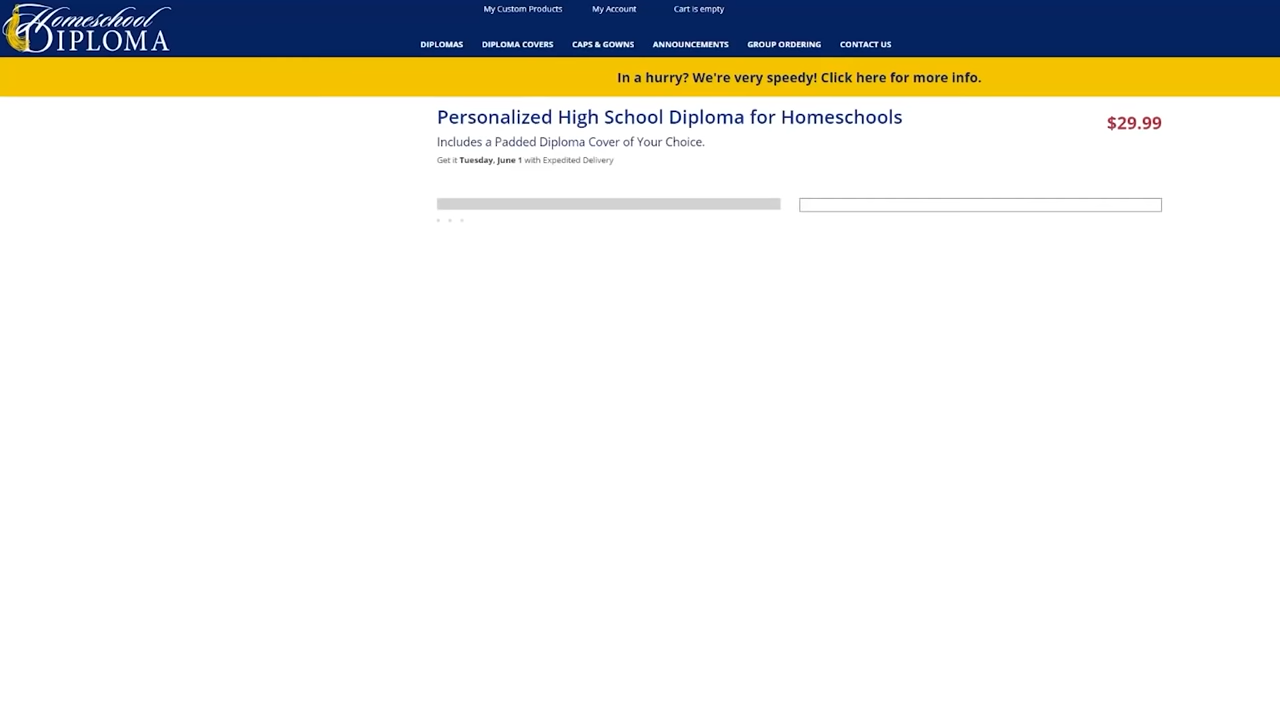 Homeschool
DIPLOMA
My Custom Products
My Account
Cart is empty
DIPLOMAS
DIPLOMA COVERS
CAPS & GOWNS
ANNOUNCEMENTS
GROUP ORDERING
CONTACT US
In a hurry? We're very speedy! Click here for more info.
Personalized High School Diploma for Homeschools
$29.99
Includes a Padded Diploma Cover of Your Choice.
Get it Tuesday, June 1 with Expedited Delivery